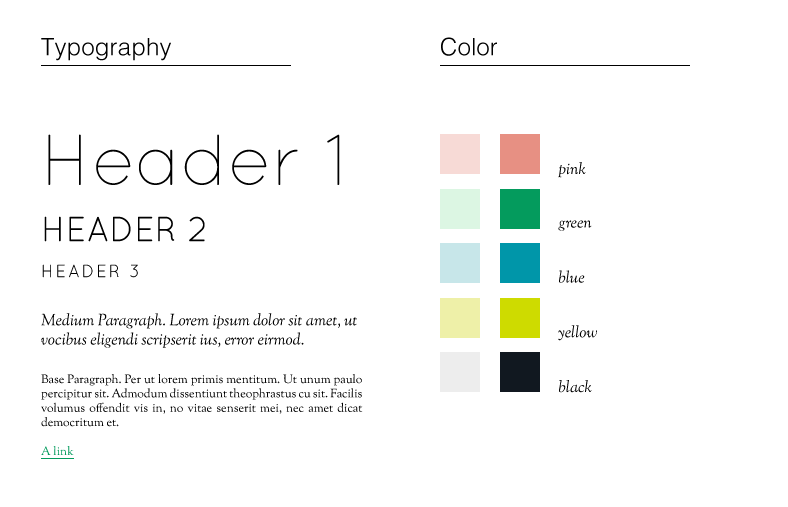 Typography
Header 1
HEADER 2
HEADER 3
Medium Paragraph. Lorem ipsum dolor sit amet, ut
vocibus eligendi scripserit ius, error eirmod.
Base Paragraph. Per ut lorem primis mentitum. Ut unum paulo
percipitur sit. Admodum dissentiunt theophrastus cu sit. Facilis
volumus offendit vis in, no vitae senserit mei, nec amet dicat
democritum et.
A link
Color
pink
green
blue
yellow
black